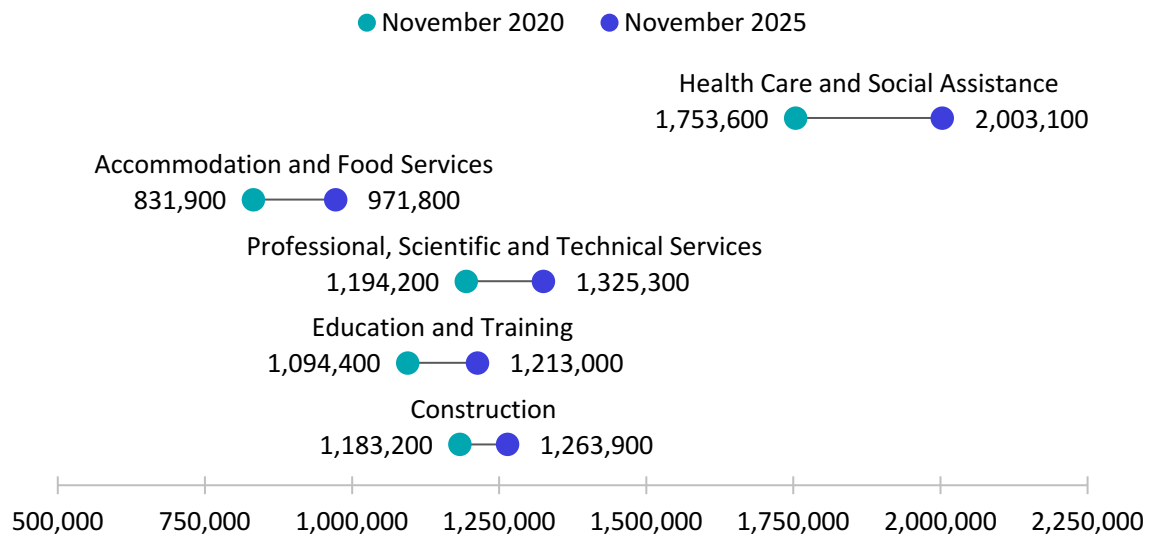 November 2020 November 2025
Health Care and Social Assistance
1,753,600 2,003,100
Accommodation and Food Services
831,900 971,800
Professional, Scientific and Technical Services
1,194,200 1,325,300
Education and Training
1,094,400 1,213,000
Construction
1,183,200 1,263,900
500,000 750,000 1,000,000 1,250,000 1,500,000 1,750,000 2,000,000 2,250,000